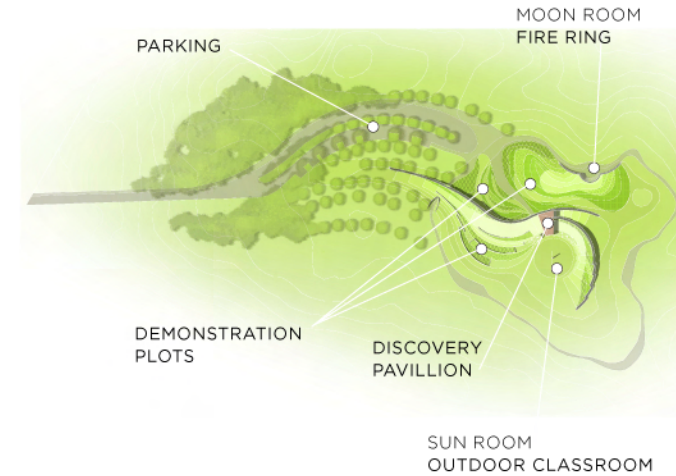 MOON ROOM
FIRE RING
PARKING
DEMONSTRATION
PLOTS
DISCOVERY
PAVILLION
SUN ROOM
OUTDOOR CLASSROOM